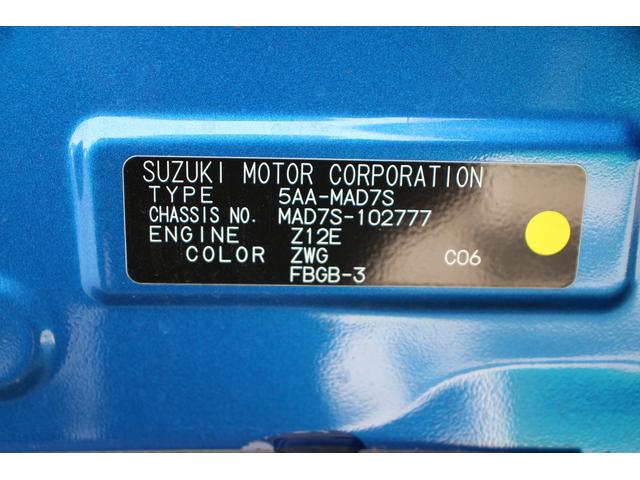 SUZUKI MOTOR CORPORATION
TYPE 5AA-MAD7S
CHASSIS NO. MAD7S-102777
ENGINE Z12E
COLOR ZWG C06
FBGB-3